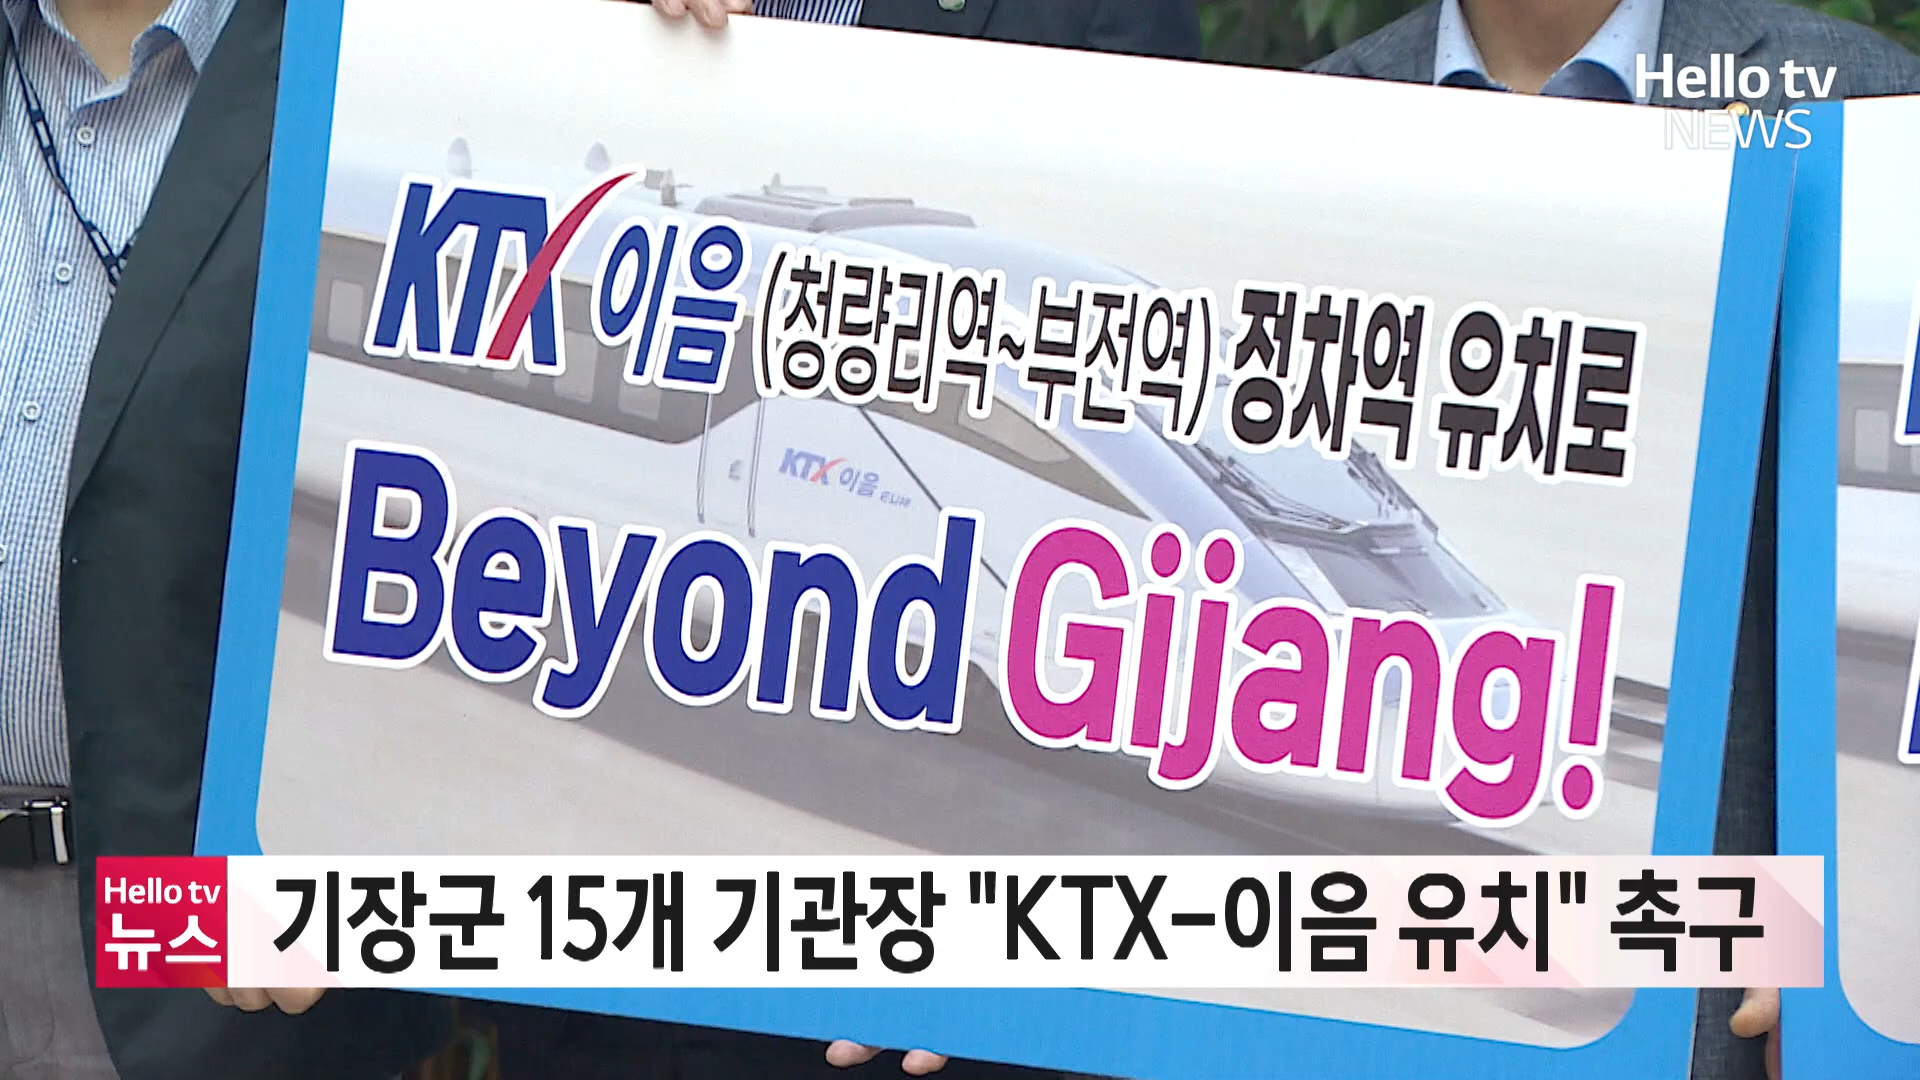 Hello tv
NEWS
KTX 이음 (청량리역~부전역) 정차역 유치로
KTX 이음
Beyond Gijang!
Hello tv
뉴스
기장군 15개 기관장 "KTX-이음 유치" 촉구